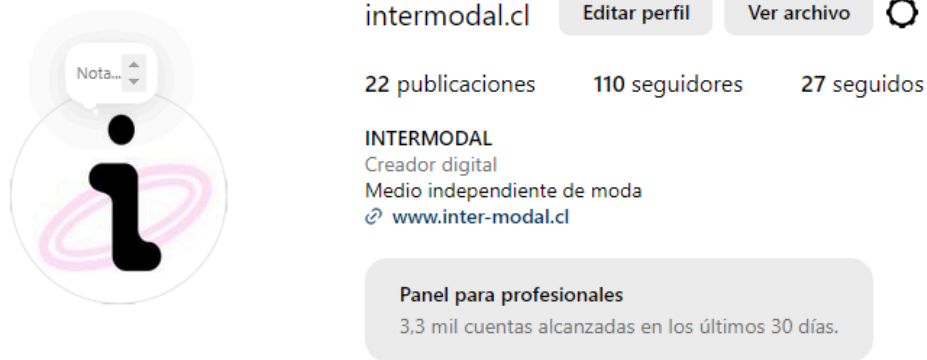 intermodal.cl Editar perfil Ver archivo
Nota...
22 publicaciones 110 seguidores 27 seguidos
INTERMODAL
Creador digital
Medio independiente de moda
www.inter-modal.cl
Panel para profesionales
3,3 mil cuentas alcanzadas en los últimos 30 días.